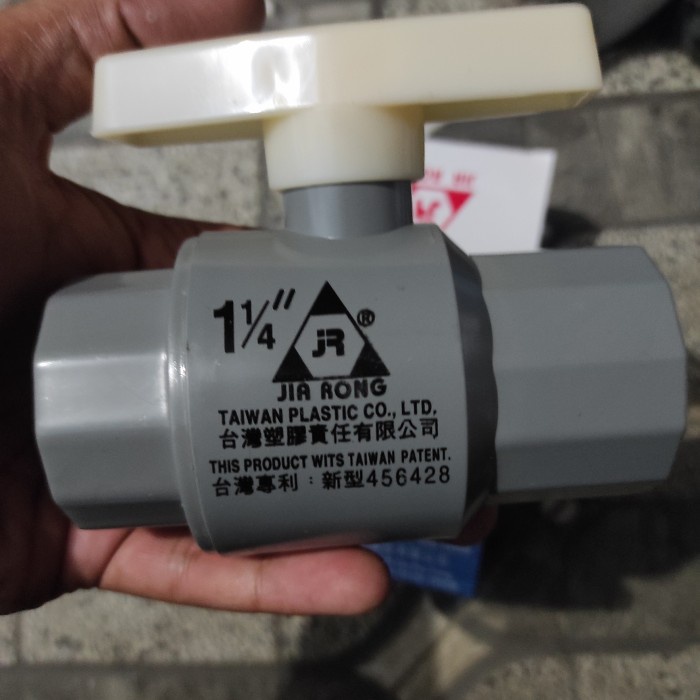 1¼"
JR®
JIA RONG
TAIWAN PLASTIC CO., LTD.
台灣塑膠責任有限公司
THIS PRODUCT WITS TAIWAN PATENT.
台灣專利：新型456428